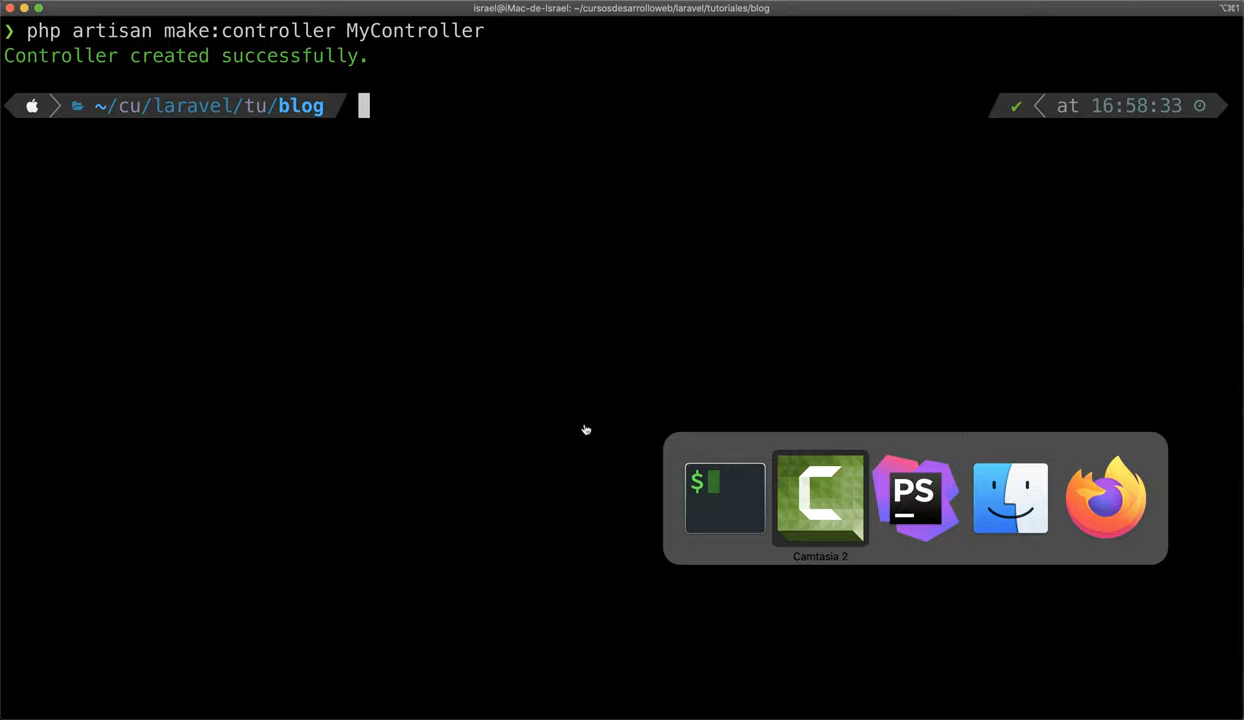 israel@iMac-de-Israel: ~/cursosdesarrolloweb/laravel/tutoriales/blog
⌥⌘1
❯ php artisan make:controller MyController
Controller created successfully.
~/cu/laravel/tu/blog
✔ at 16:58:33
$
C
PS
Camtasia 2